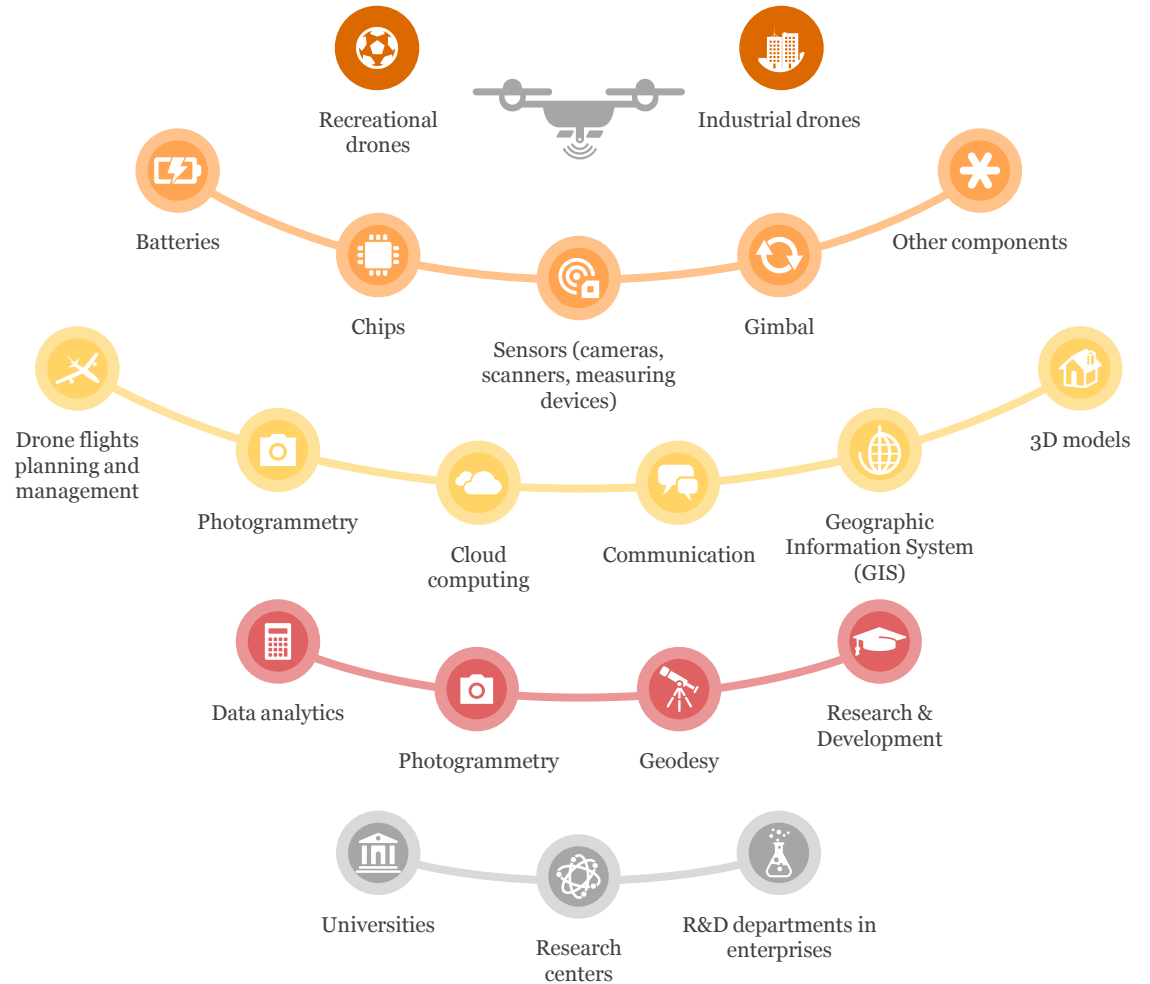 Recreational
drones
Industrial drones
Batteries
Chips
Sensors (cameras,
scanners, measuring
devices)
Gimbal
Other components
Drone flights
planning and
management
Photogrammetry
Cloud
computing
Communication
Geographic
Information System
(GIS)
3D models
Data analytics
Photogrammetry
Geodesy
Research &
Development
Universities
Research
centers
R&D departments in
enterprises